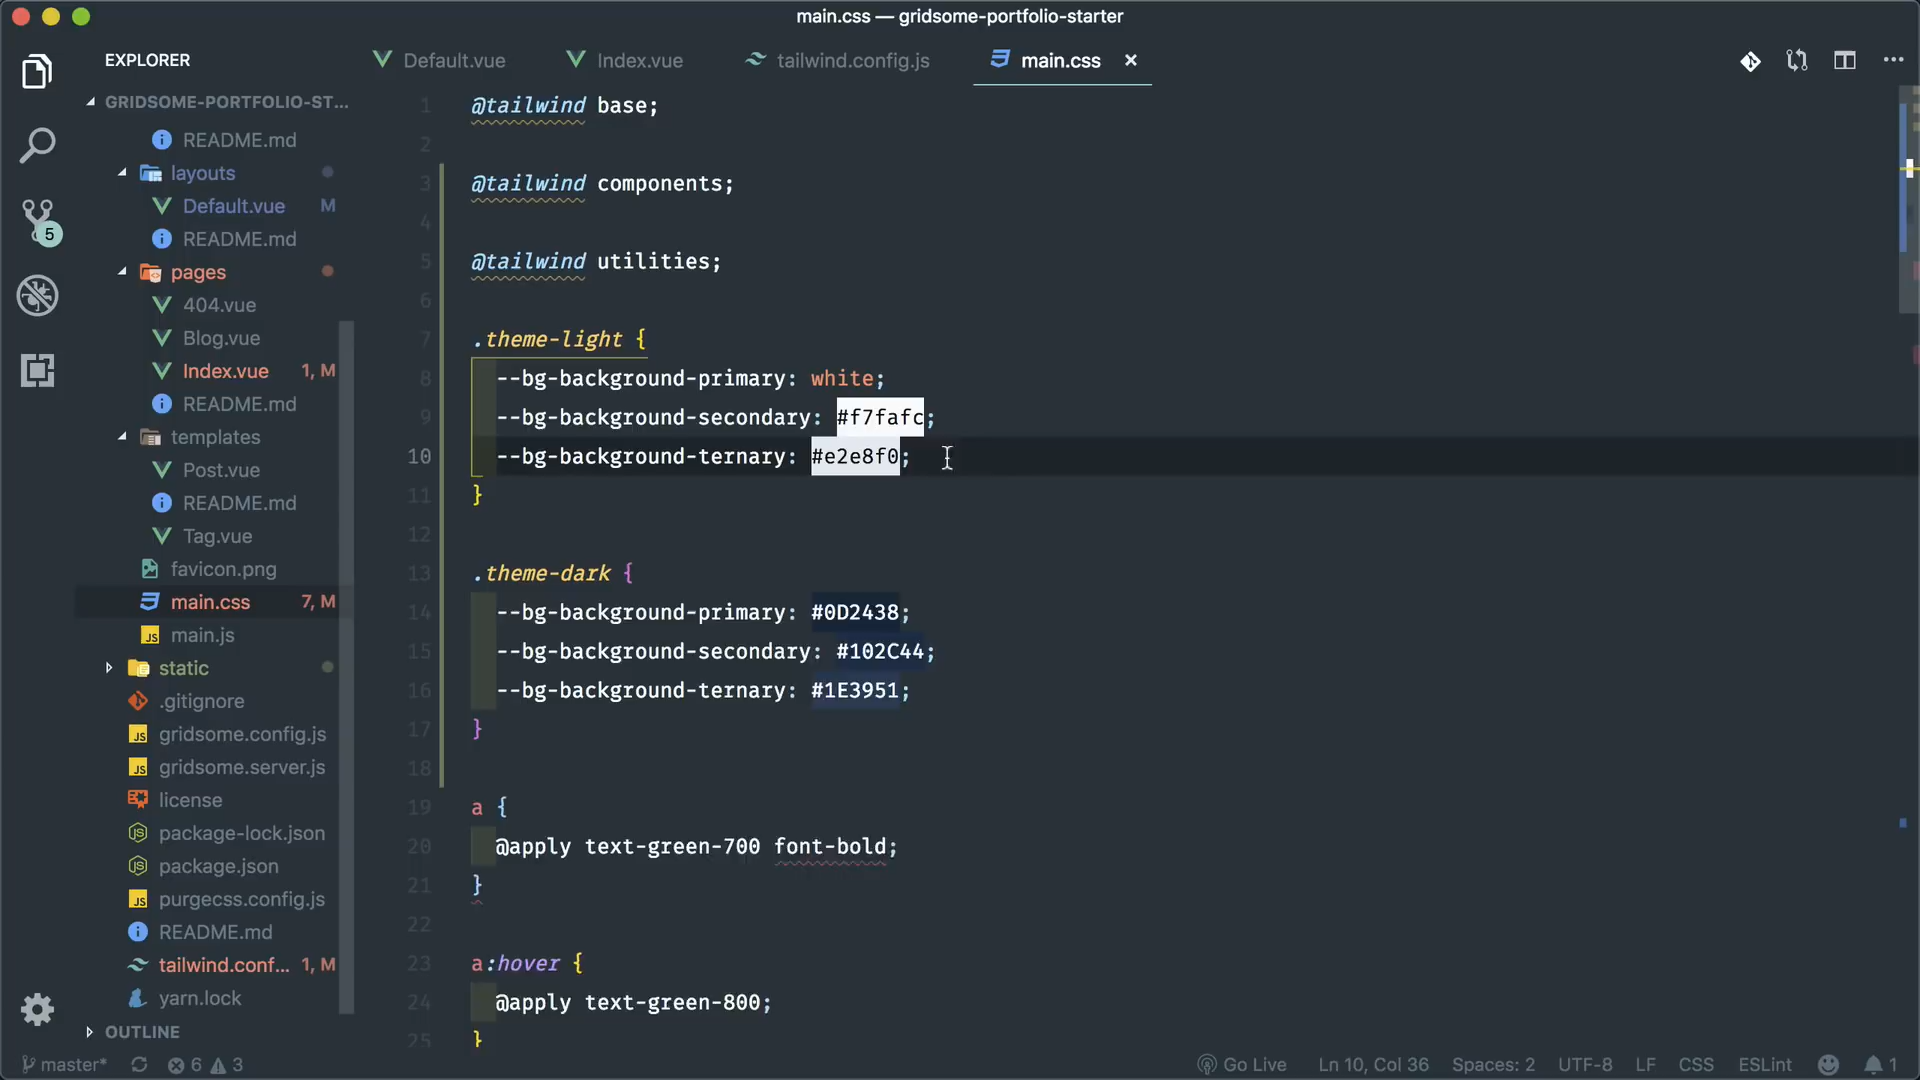 main.css — gridsome-portfolio-starter
EXPLORER
Default.vue
Index.vue
tailwind.config.js
main.css ×
GRIDSOME-PORTFOLIO-ST...
README.md
layouts
Default.vue M
README.md
pages
404.vue
Blog.vue
Index.vue 1, M
README.md
templates
Post.vue
README.md
Tag.vue
favicon.png
main.css 7, M
JS main.js
static
.gitignore
JS gridsome.config.js
JS gridsome.server.js
license
package-lock.json
package.json
JS purgecss.config.js
README.md
tailwind.conf... 1, M
yarn.lock
OUTLINE
5
1 @tailwind base;
2
3 @tailwind components;
4
5 @tailwind utilities;
6
7 .theme-light {
8 --bg-background-primary: white;
9 --bg-background-secondary: #f7fafc;
10 --bg-background-ternary: #e2e8f0;
11 }
12
13 .theme-dark {
14 --bg-background-primary: #0D2438;
15 --bg-background-secondary: #102C44;
16 --bg-background-ternary: #1E3951;
17 }
18
19 a {
20 @apply text-green-700 font-bold;
21 }
22
23 a:hover {
24 @apply text-green-800;
25 }
master* 6 3 Go Live Ln 10, Col 36 Spaces: 2 UTF-8 LF CSS ESLint 1